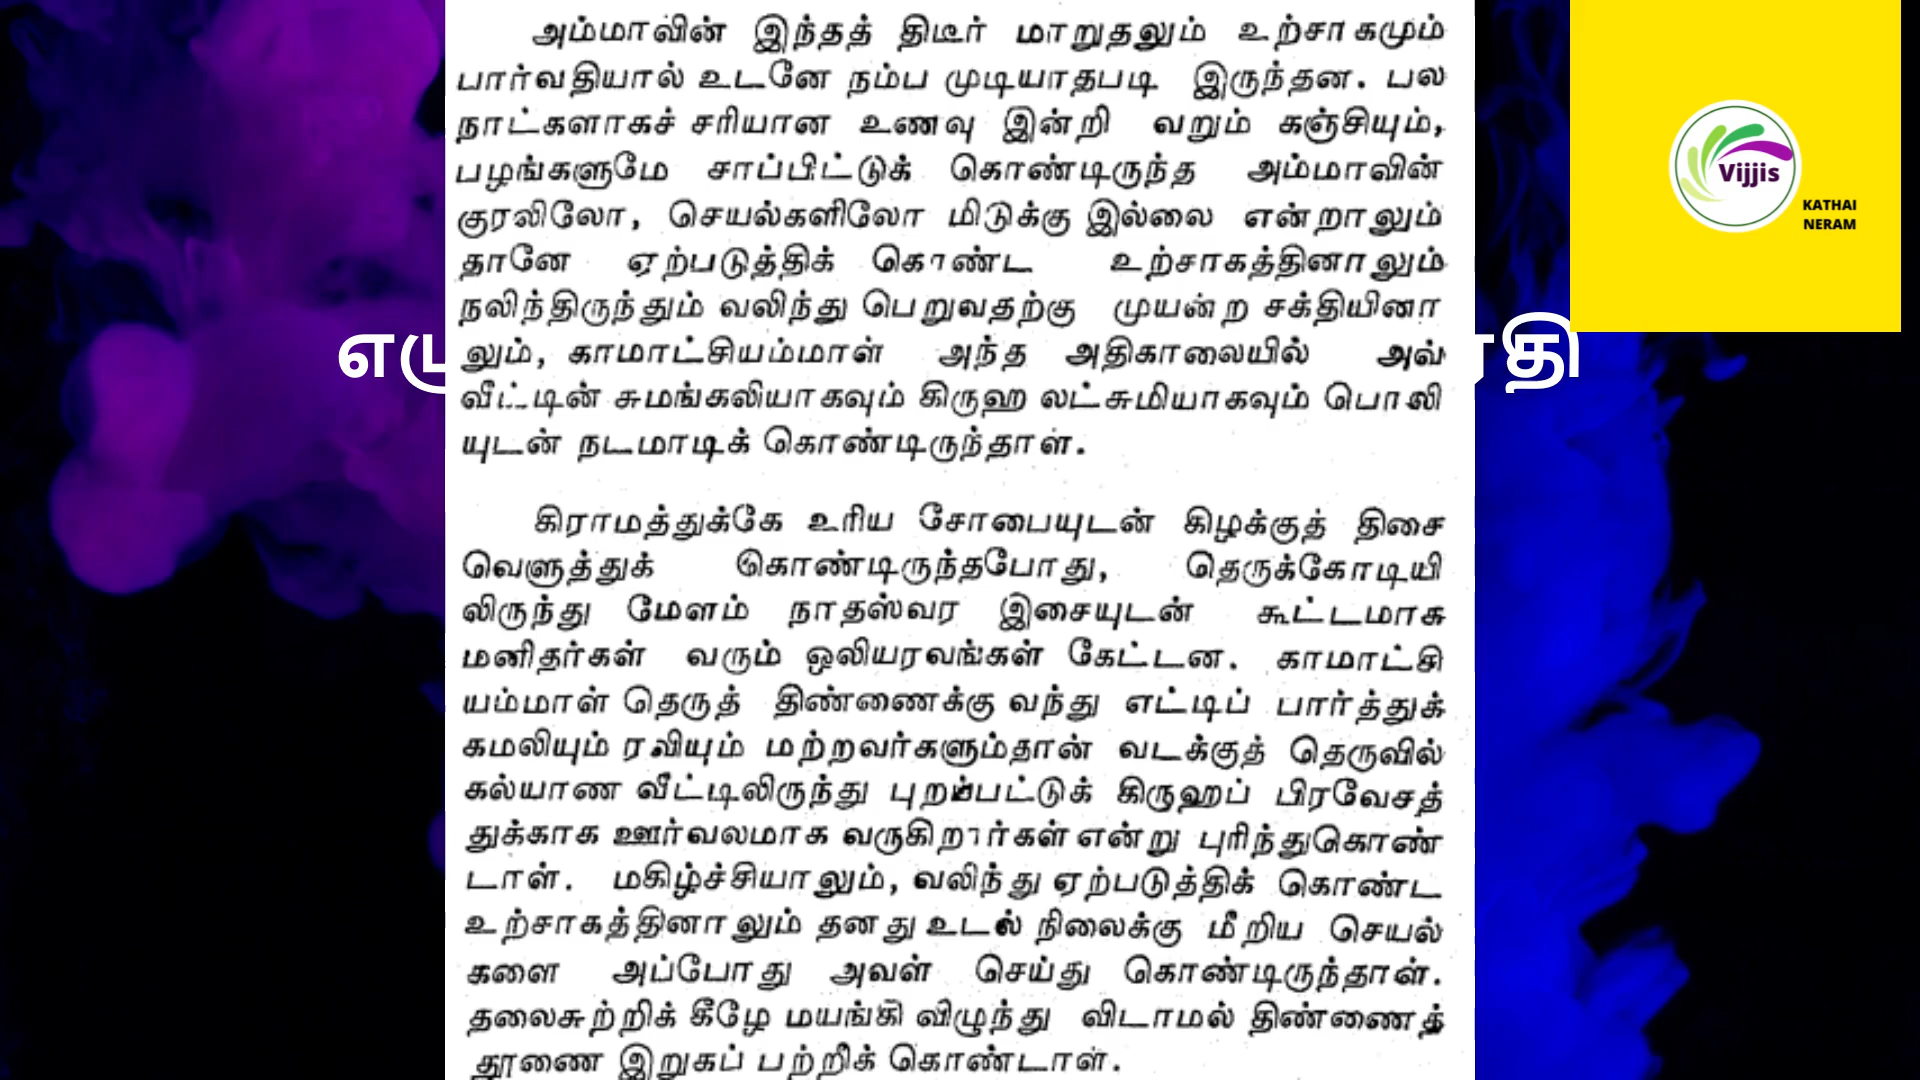 அம்மாவின் இந்தத் திடீர் மாறுதலும் உற்சாகமும்
பார்வதியால் உடனே நம்ப முடியாதபடி இருந்தன. பல
நாட்களாகச் சரியான உணவு இன்றி வறும் கஞ்சியும்,
பழங்களுமே சாப்பிட்டுக் கொண்டிருந்த அம்மாவின்
குரலிலோ, செயல்களிலோ மிடுக்கு இல்லை என்றாலும்
தானே ஏற்படுத்திக் கொண்ட உற்சாகத்தினாலும்
நலிந்திருந்தும் வலிந்து பெறுவதற்கு முயன்ற சக்தியினா
லும், காமாட்சியம்மாள் அந்த அதிகாலையில் அவ்
வீட்டின் சுமங்கலியாகவும் கிருஹ லட்சுமியாகவும் பொலி
யுடன் நடமாடிக் கொண்டிருந்தாள்.
கிராமத்துக்கே உரிய சோபையுடன் கிழக்குத் திசை
வெளுத்துக் கொண்டிருந்தபோது, தெருக்கோடியி
லிருந்து மேளம் நாதஸ்வர இசையுடன் கூட்டமாக
மனிதர்கள் வரும் ஒலியரவங்கள் கேட்டன. காமாட்சி
யம்மாள் தெருத் திண்ணைக்கு வந்து எட்டிப் பார்த்துக்
கமலியும் ரவியும் மற்றவர்களும்தான் வடக்குத் தெருவில்
கல்யாண வீட்டிலிருந்து புறம்பட்டுக் கிருஹப் பிரவேசத்
துக்காக ஊர்வலமாக வருகிறார்கள் என்று புரிந்துகொண்
டாள். மகிழ்ச்சியாலும், வலிந்து ஏற்படுத்திக் கொண்ட
உற்சாகத்தினாலும் தனது உடல் நிலைக்கு மீறிய செயல்
களை அப்போது அவள் செய்து கொண்டிருந்தாள்.
தலைசுற்றிக் கீழே மயங்கி விழுந்து விடாமல் திண்ணைத்
தூணை இறுகப் பற்றிக் கொண்டாள்.
Vijjis
KATHAI
NERAM